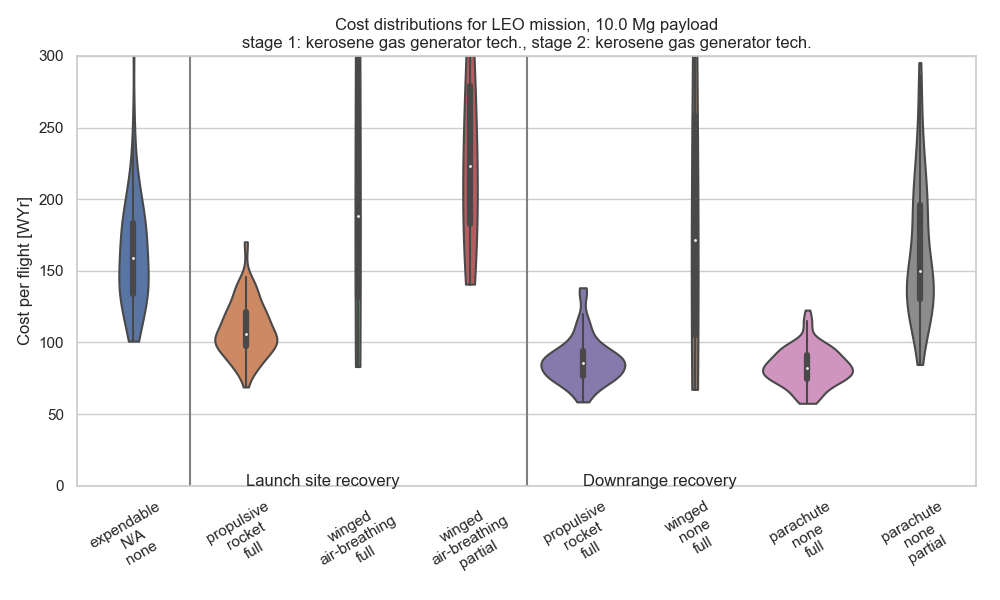 Cost distributions for LEO mission, 10.0 Mg payload
stage 1: kerosene gas generator tech., stage 2: kerosene gas generator tech.
300
250
200
150
100
50
0
Cost per flight [WYr]
Launch site recovery
Downrange recovery
expendable
N/A
none
propulsive
rocket
full
winged
air-breathing
full
winged
air-breathing
partial
propulsive
rocket
full
winged
none
full
parachute
none
full
parachute
none
partial